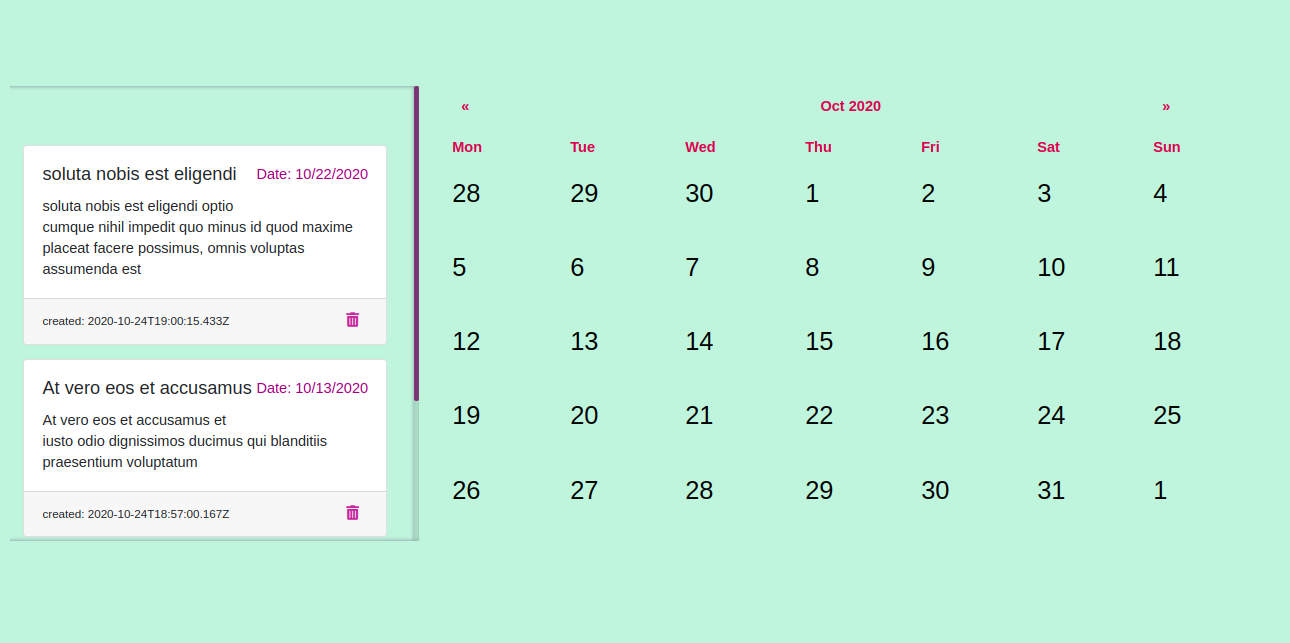 soluta nobis est eligendi Date: 10/22/2020
soluta nobis est eligendi optio
cumque nihil impedit quo minus id quod maxime
placeat facere possimus, omnis voluptas
assumenda est
created: 2020-10-24T19:00:15.433Z
At vero eos et accusamus Date: 10/13/2020
At vero eos et accusamus et
iusto odio dignissimos ducimus qui blanditiis
praesentium voluptatum
created: 2020-10-24T18:57:00.167Z
« Oct 2020 »
Mon Tue Wed Thu Fri Sat Sun
28 29 30 1 2 3 4
5 6 7 8 9 10 11
12 13 14 15 16 17 18
19 20 21 22 23 24 25
26 27 28 29 30 31 1